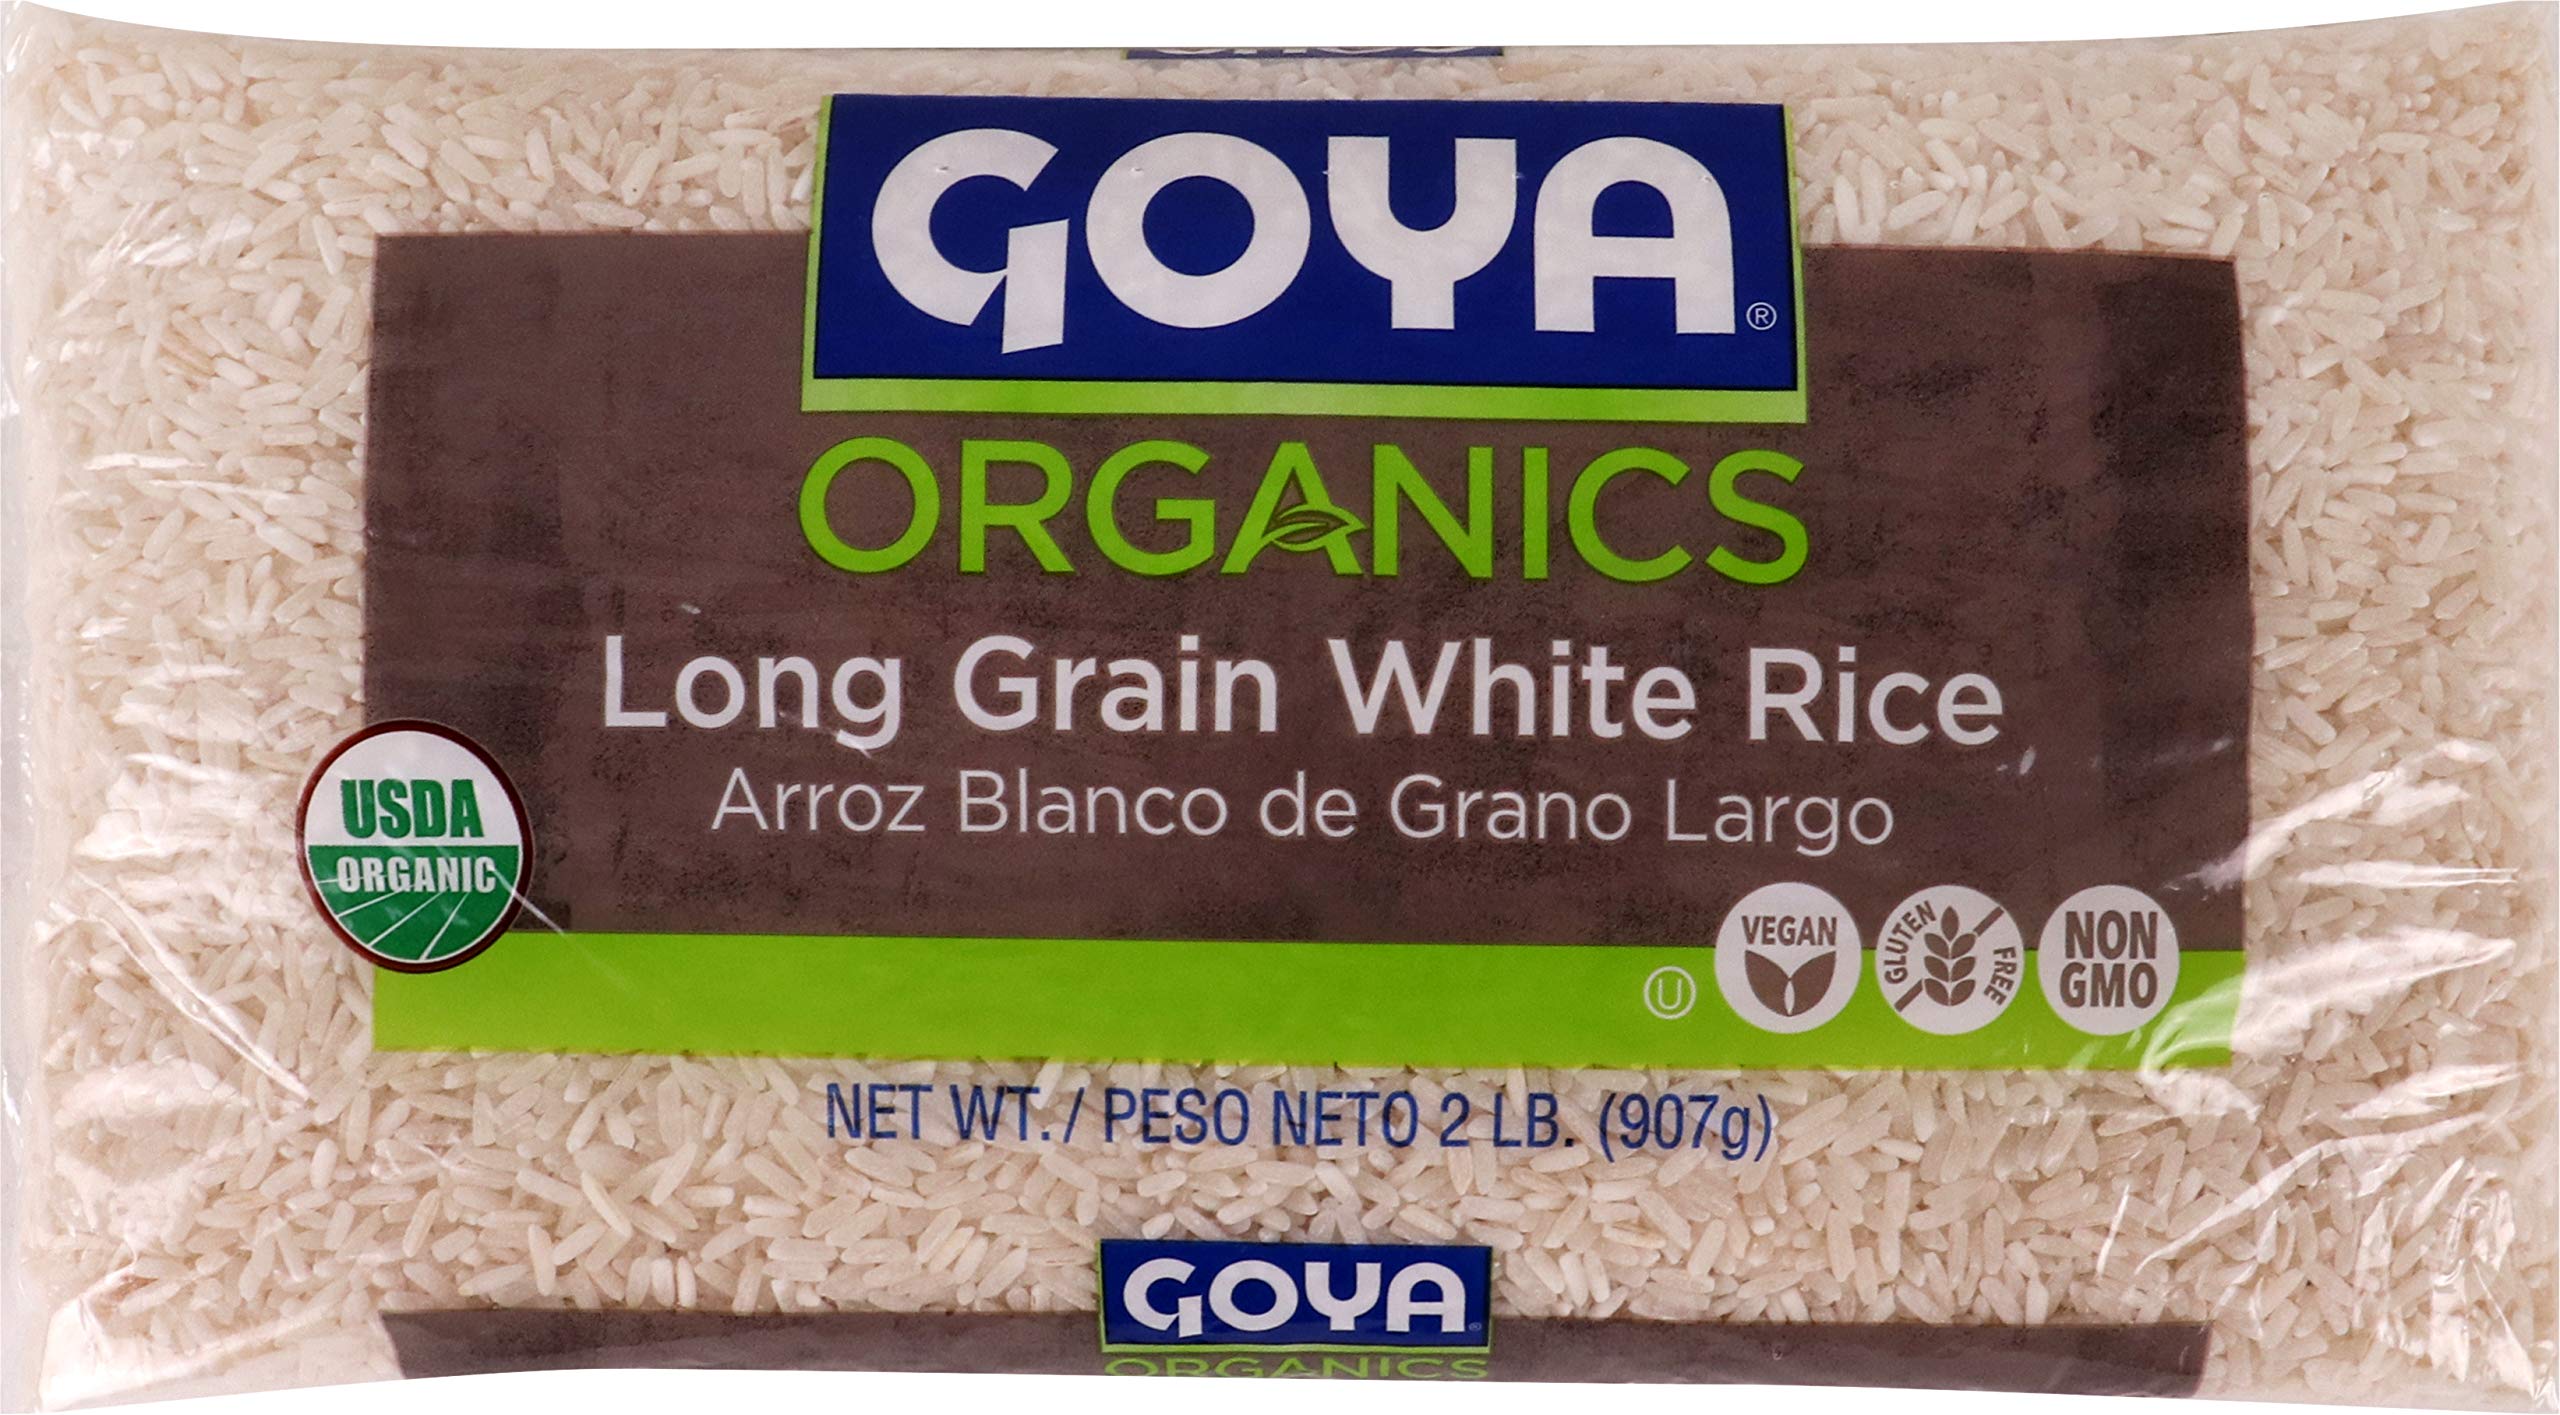 GOYA®
ORGANICS
Long Grain White Rice
Arroz Blanco de Grano Largo
USDA
ORGANIC
U
VEGAN
GLUTEN FREE
NON
GMO
NET WT. / PESO NETO 2 LB. (907g)
GOYA®
ORGANICS